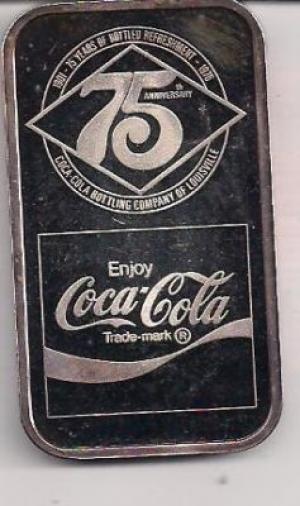 1901 - 75 YEARS OF BOTTLED REFRESHMENT - 1976
75th
ANNIVERSARY
COCA-COLA BOTTLING COMPANY OF LOUISVILLE
Enjoy
Coca-Cola
Trade-mark ®